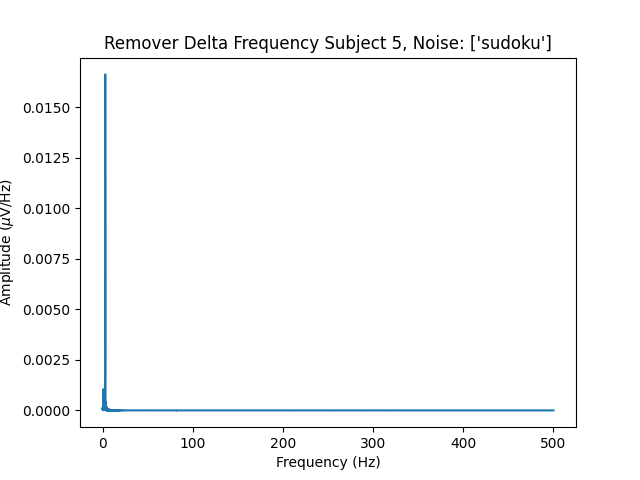 Remover Delta Frequency Subject 5, Noise: ['sudoku']
Amplitude (μV/Hz)
0.0150
0.0125
0.0100
0.0075
0.0050
0.0025
0.0000
0 100 200 300 400 500
Frequency (Hz)